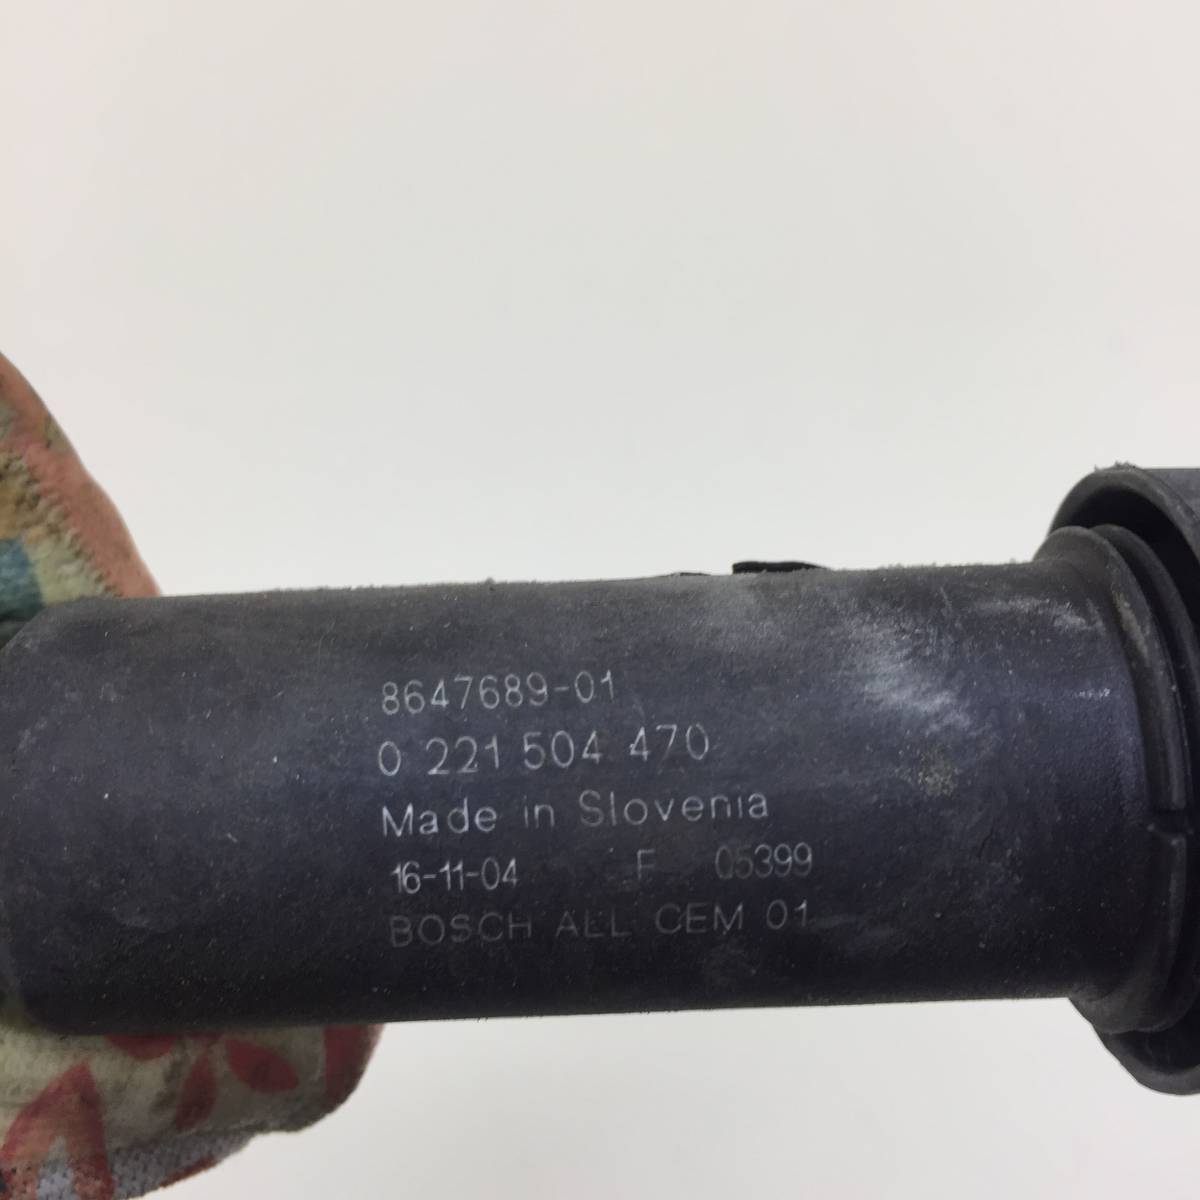 8647689-01
0 221 504 470
Made in Slovenia
16-11-04 F 05399
BOSCH ALL CEM 01